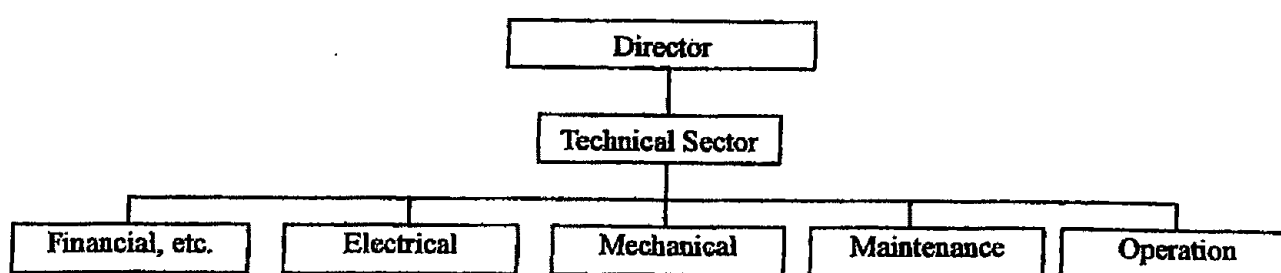 Director
Technical Sector
Financial, etc.
Electrical
Mechanical
Maintenance
Operation